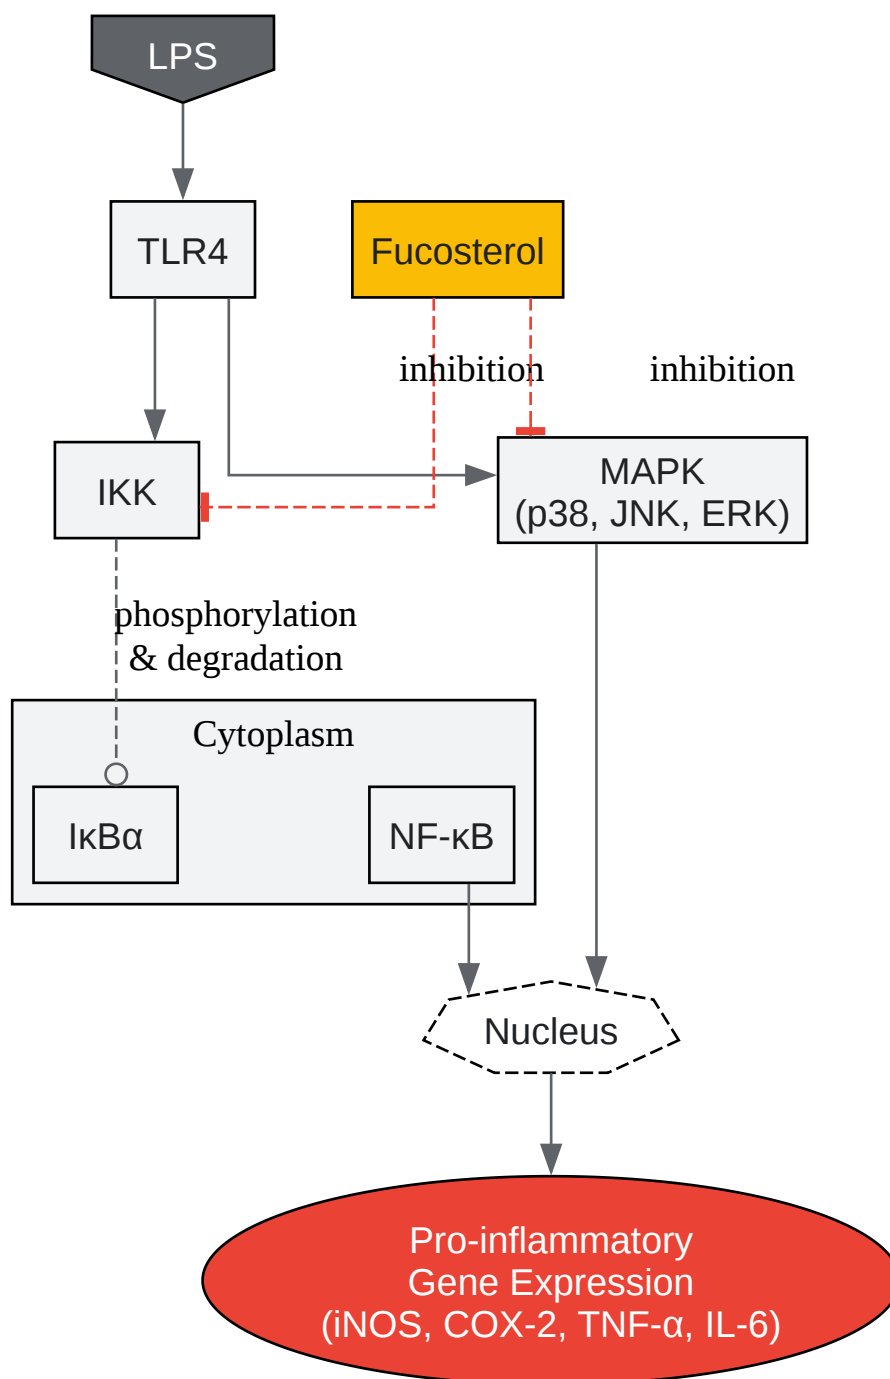 LPS
TLR4
Fucosterol
inhibition
inhibition
IKK
MAPK
(p38, JNK, ERK)
phosphorylation
& degradation
Cytoplasm
IκBα
NF-κB
Nucleus
Pro-inflammatory
Gene Expression
(iNOS, COX-2, TNF-α, IL-6)